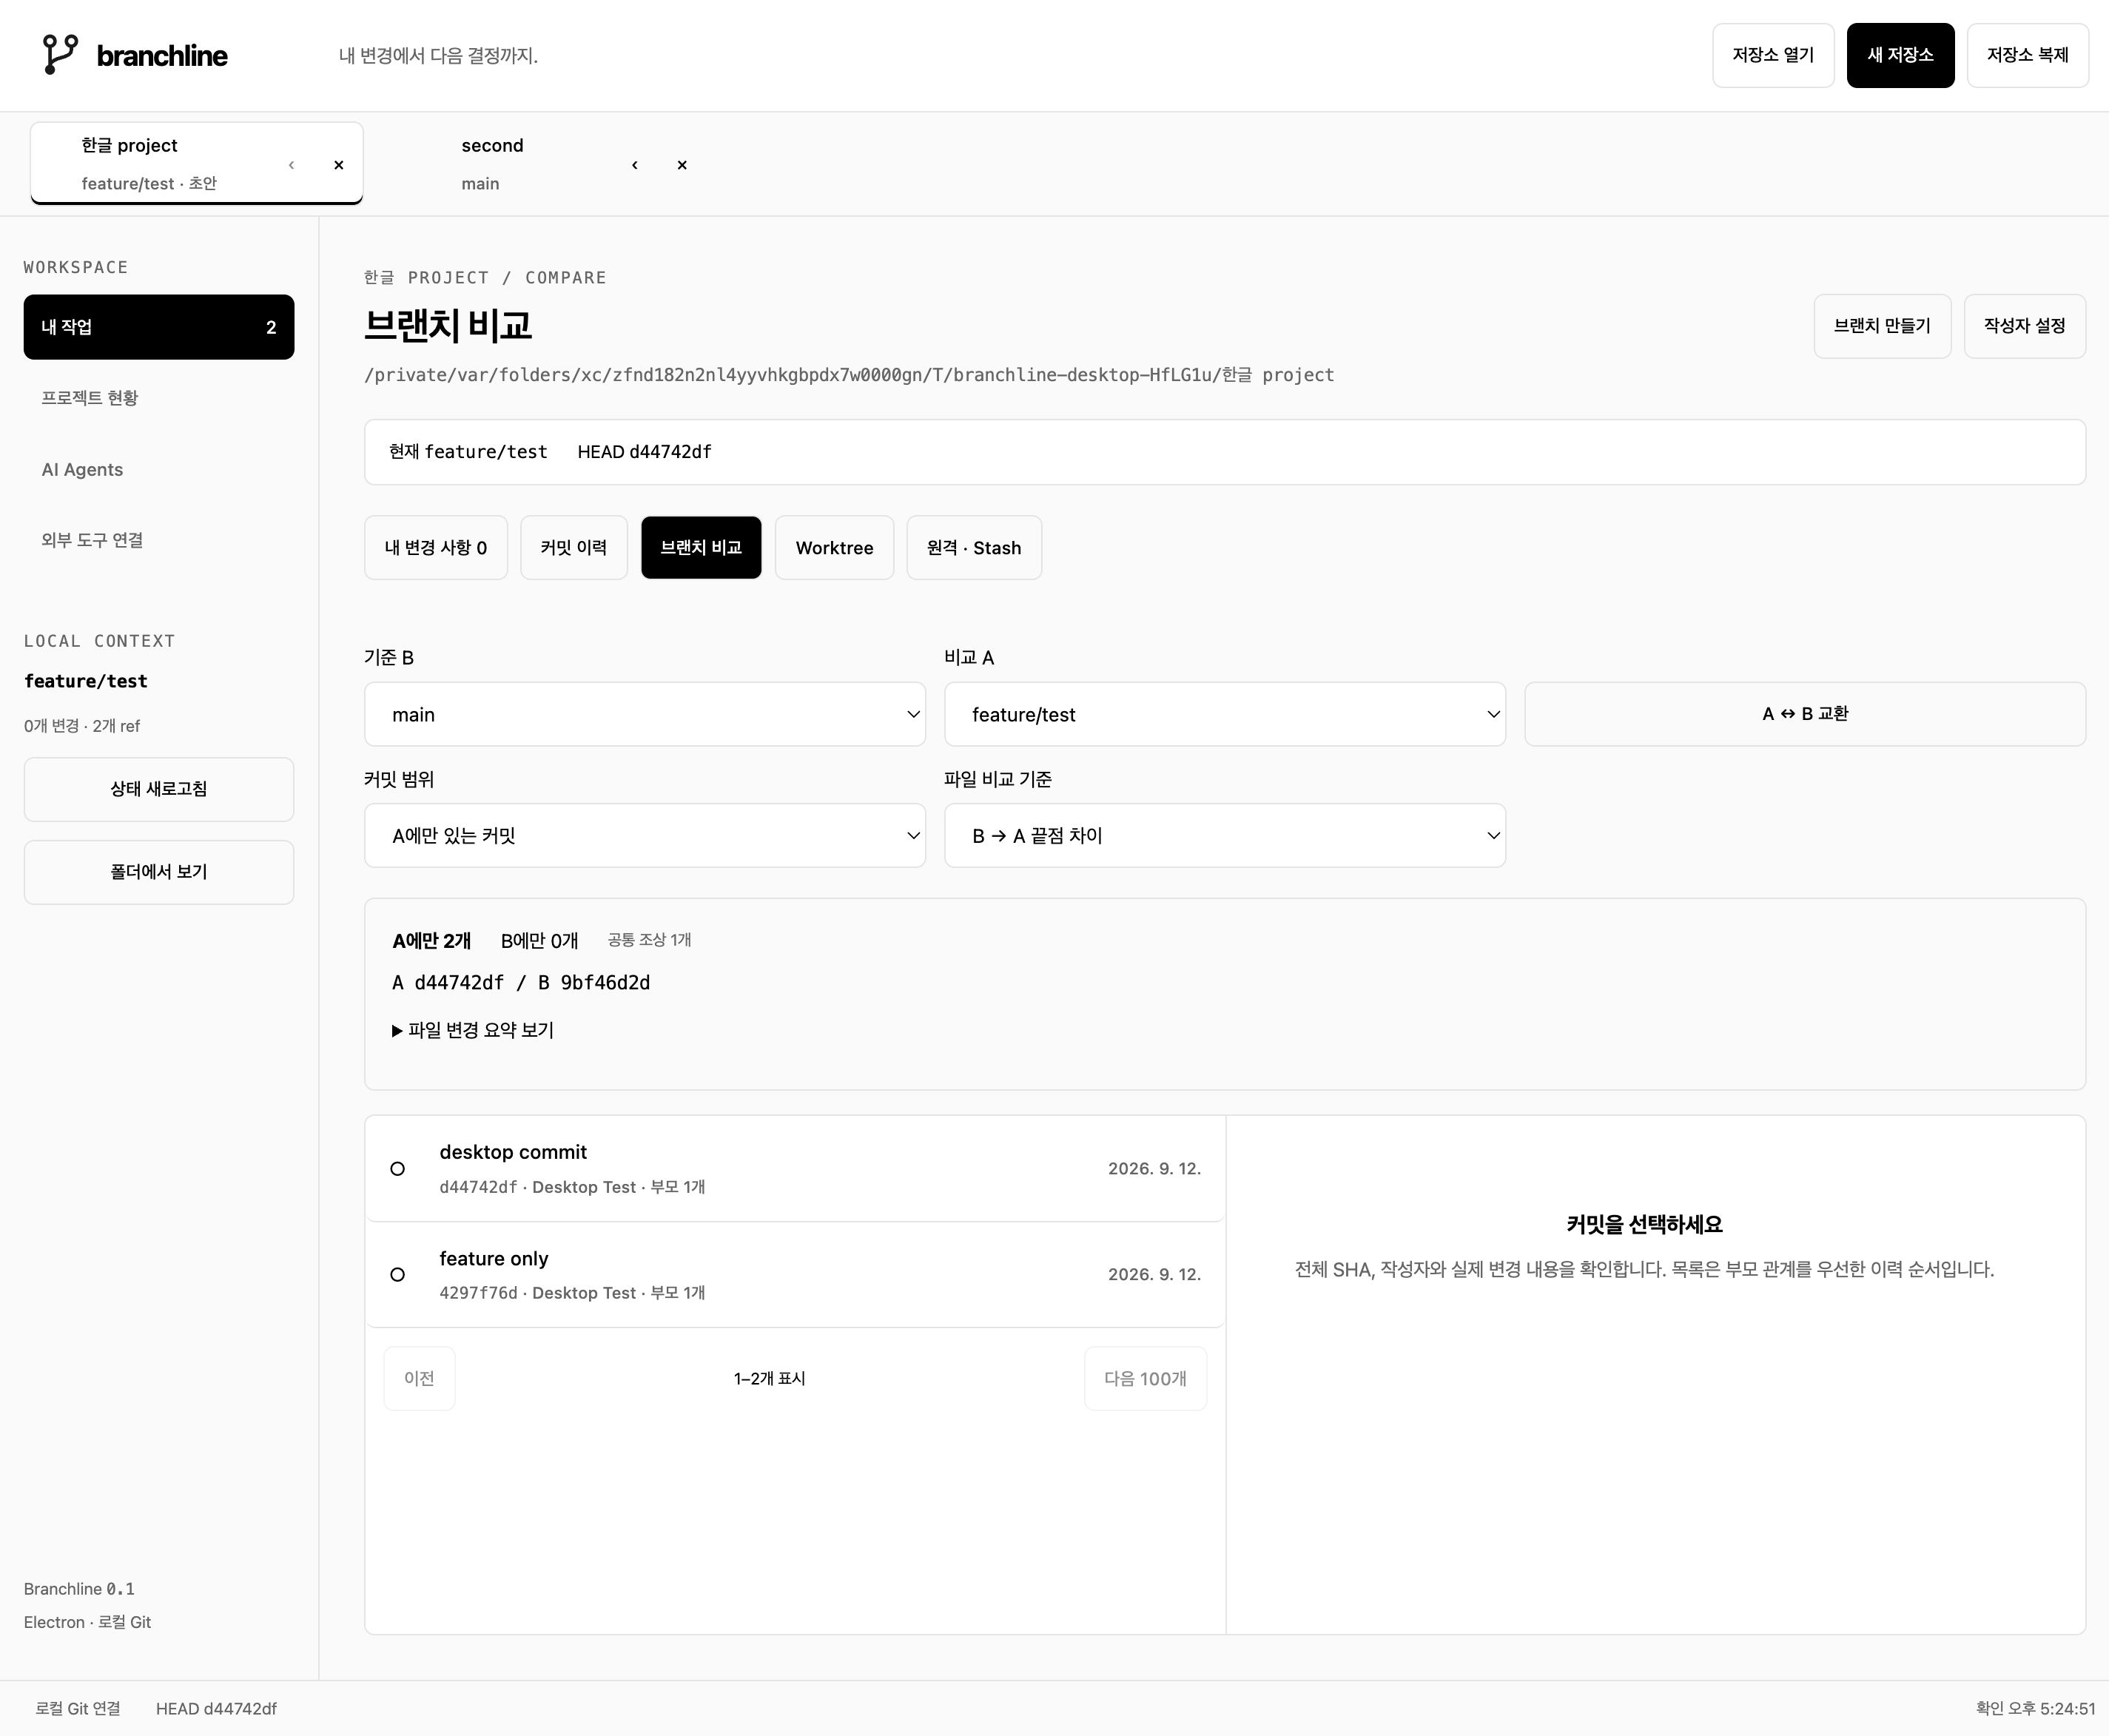 branchline
내 변경에서 다음 결정까지.
저장소 열기
새 저장소
저장소 복제
한글 project
feature/test · 초안
‹
×
second
main
‹
×
WORKSPACE
내 작업 2
프로젝트 현황
AI Agents
외부 도구 연결
LOCAL CONTEXT
feature/test
0개 변경 · 2개 ref
상태 새로고침
폴더에서 보기
Branchline 0.1
Electron · 로컬 Git
한글 PROJECT / COMPARE
브랜치 비교
/private/var/folders/xc/zfnd182n2nl4yyvhkgbpdx7w0000gn/T/branchline-desktop-HfLG1u/한글 project
브랜치 만들기
작성자 설정
현재 feature/test HEAD d44742df
내 변경 사항 0
커밋 이력
브랜치 비교
Worktree
원격 · Stash
기준 B
main
비교 A
feature/test
A ↔ B 교환
커밋 범위
A에만 있는 커밋
파일 비교 기준
B → A 끝점 차이
A에만 2개 B에만 0개 공통 조상 1개
A d44742df / B 9bf46d2d
▶ 파일 변경 요약 보기
desktop commit
d44742df · Desktop Test · 부모 1개
2026. 9. 12.
feature only
4297f76d · Desktop Test · 부모 1개
2026. 9. 12.
이전
1–2개 표시
다음 100개
커밋을 선택하세요
전체 SHA, 작성자와 실제 변경 내용을 확인합니다. 목록은 부모 관계를 우선한 이력 순서입니다.
로컬 Git 연결
HEAD d44742df
확인 오후 5:24:51